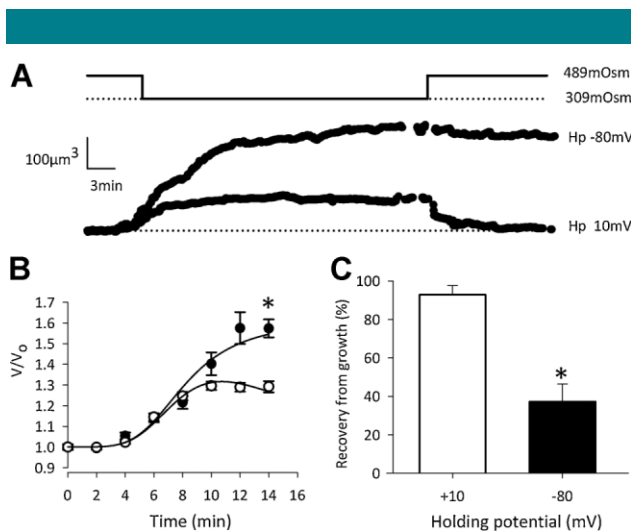 A
489mOsm
309mOsm
Hp -80mV
100µm³
3min
Hp 10mV
B
C
*
1.7
1.6
1.5
1.4
1.3
1.2
1.1
1.0
0.9
V/Vo
0 2 4 6 8 10 12 14 16
Time (min)
100
80
60
40
20
0
Recovery from growth (%)
*
+10 -80
Holding potential (mV)